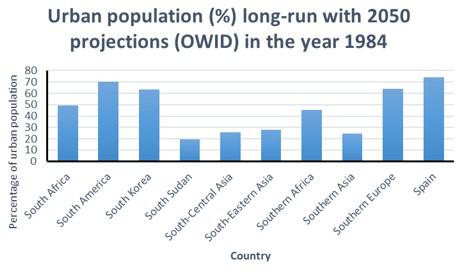 Urban population (%) long-run with 2050
projections (OWID) in the year 1984
Percentage of urban population
80
70
60
50
40
30
20
10
0
South Africa
South America
South Korea
South Sudan
South-Central Asia
South-Eastern Asia
Southern Africa
Southern Asia
Southern Europe
Spain
Country